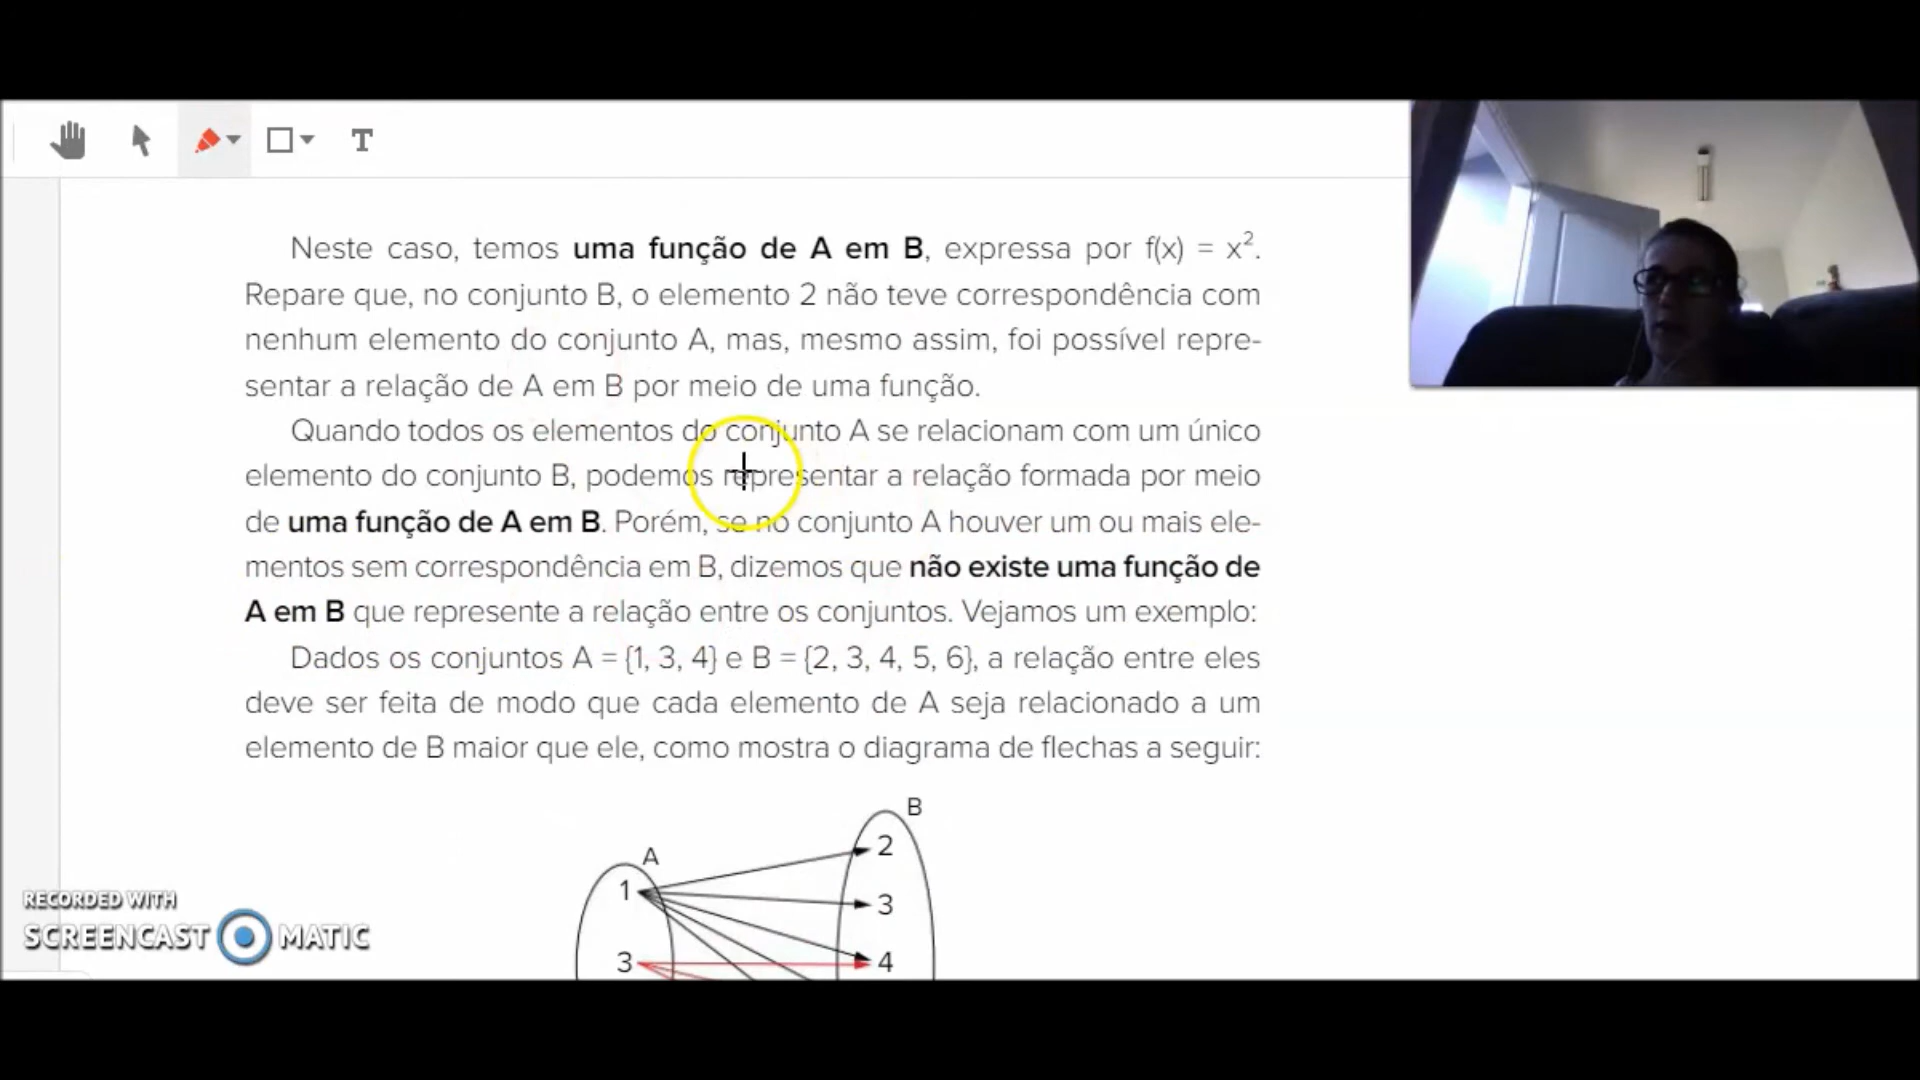 T
Neste caso, temos uma função de A em B, expressa por f(x) = x².
Repare que, no conjunto B, o elemento 2 não teve correspondência com
nenhum elemento do conjunto A, mas, mesmo assim, foi possível repre-
sentar a relação de A em B por meio de uma função.
Quando todos os elementos do conjunto A se relacionam com um único
elemento do conjunto B, podemos representar a relação formada por meio
de uma função de A em B. Porém, se no conjunto A houver um ou mais ele-
mentos sem correspondência em B, dizemos que não existe uma função de
A em B que represente a relação entre os conjuntos. Vejamos um exemplo:
Dados os conjuntos A = {1, 3, 4} e B = {2, 3, 4, 5, 6}, a relação entre eles
deve ser feita de modo que cada elemento de A seja relacionado a um
elemento de B maior que ele, como mostra o diagrama de flechas a seguir:
B
2
A
1
3
3
4
RECORDED WITH
SCREENCAST MATIC